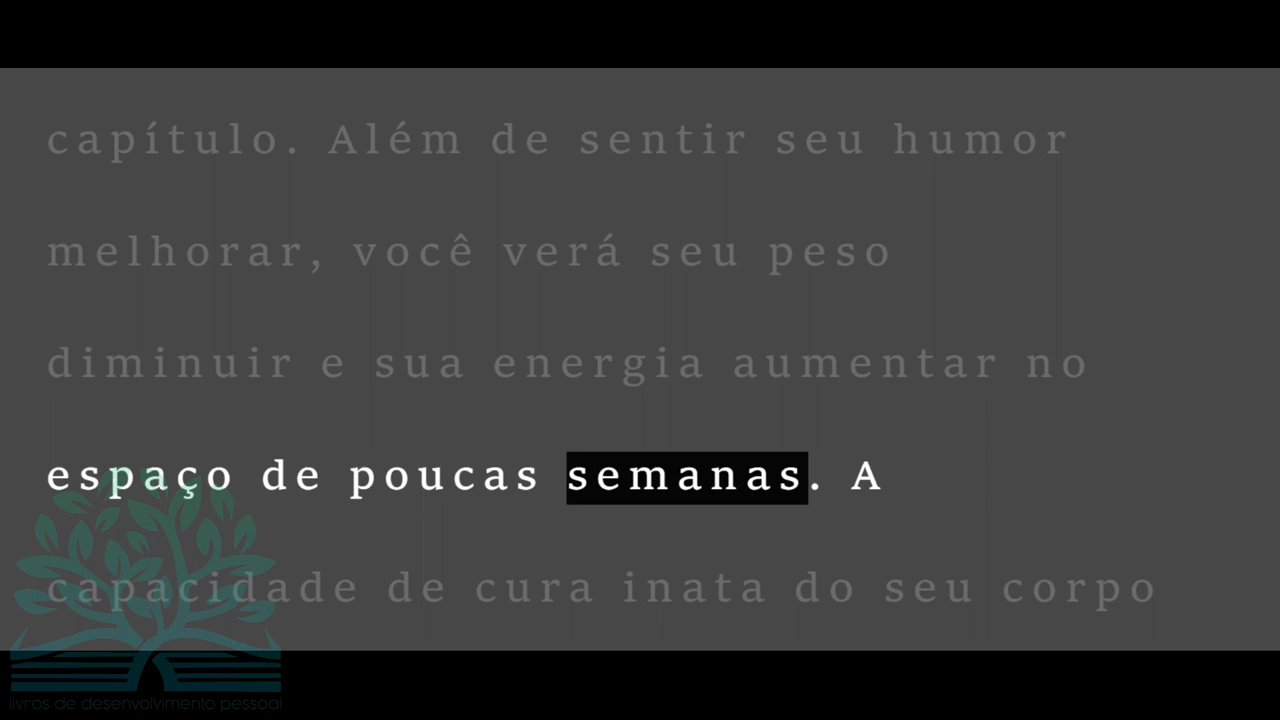 capítulo. Além de sentir seu humor
melhorar, você verá seu peso
diminuir e sua energia aumentar no
espaço de poucas semanas. A
capacidade de cura inata do seu corpo
livros de desenvolvimento pessoal